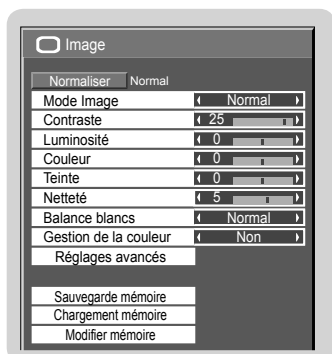 Image
Normaliser Normal
Mode Image Normal
Contraste 25
Luminosité 0
Couleur 0
Teinte 0
Netteté 5
Balance blancs Normal
Gestion de la couleur Non
Réglages avancés
Sauvegarde mémoire
Chargement mémoire
Modifier mémoire